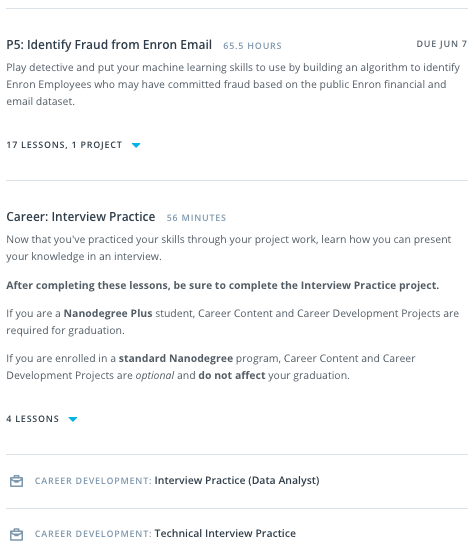 P5: Identify Fraud from Enron Email 65.5 HOURS DUE JUN 7
Play detective and put your machine learning skills to use by building an algorithm to identify
Enron Employees who may have committed fraud based on the public Enron financial and
email dataset.
17 LESSONS, 1 PROJECT
Career: Interview Practice 56 MINUTES
Now that you've practiced your skills through your project work, learn how you can present
your knowledge in an interview.
After completing these lessons, be sure to complete the Interview Practice project.
If you are a Nanodegree Plus student, Career Content and Career Development Projects are
required for graduation.
If you are enrolled in a standard Nanodegree program, Career Content and Career
Development Projects are optional and do not affect your graduation.
4 LESSONS
CAREER DEVELOPMENT: Interview Practice (Data Analyst)
CAREER DEVELOPMENT: Technical Interview Practice